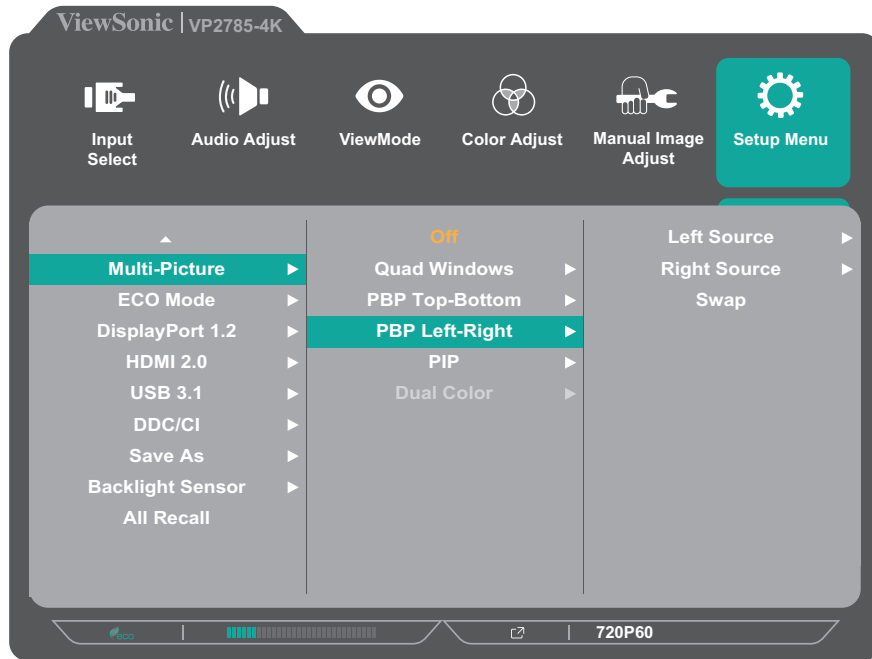 ViewSonic | VP2785-4K
Input Select
Audio Adjust
ViewMode
Color Adjust
Manual Image Adjust
Setup Menu
Multi-Picture
ECO Mode
DisplayPort 1.2
HDMI 2.0
USB 3.1
DDC/CI
Save As
Backlight Sensor
All Recall
Off
Quad Windows
PBP Top-Bottom
PBP Left-Right
PIP
Dual Color
Left Source
Right Source
Swap
eco
720P60